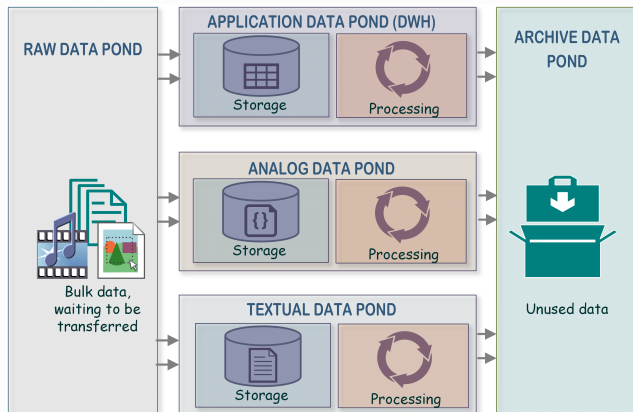 RAW DATA POND
Bulk data,
waiting to be
transferred
APPLICATION DATA POND (DWH)
Storage
Processing
ANALOG DATA POND
{}
Storage
Processing
TEXTUAL DATA POND
Storage
Processing
ARCHIVE DATA
POND
Unused data